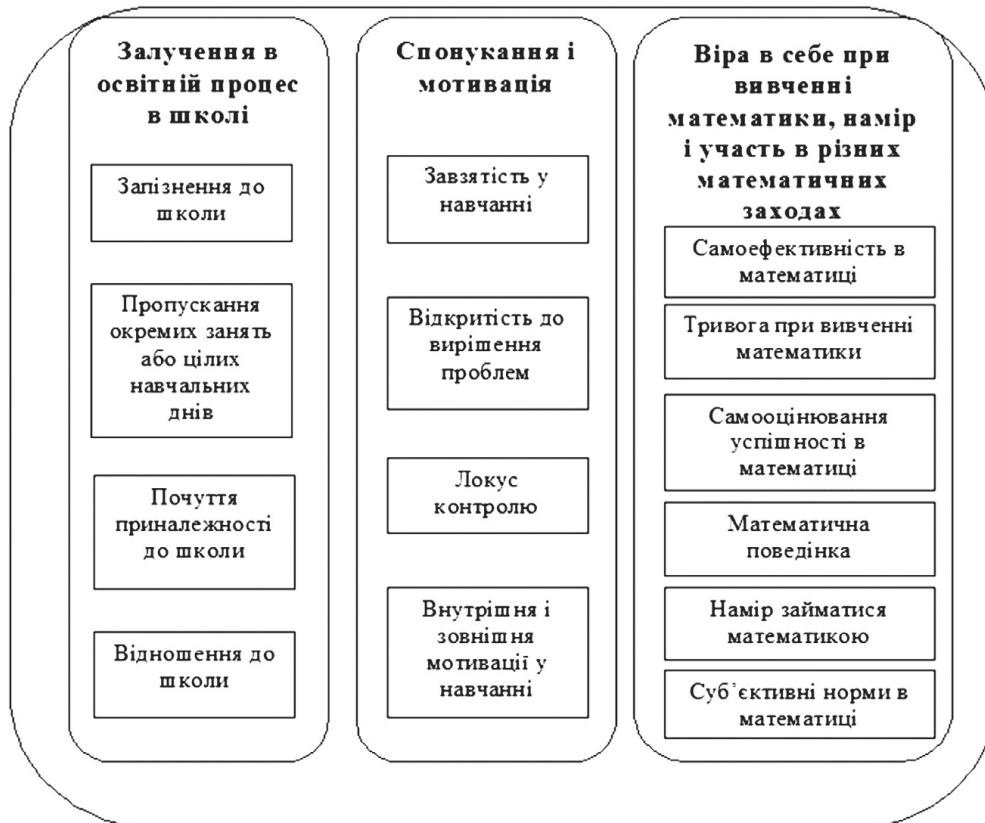 Залучення в
освітній процес
в школі
Запізнення до
школи
Пропускання
окремих занять
або цілих
навчальних
днів
Почуття
приналежності
до школи
Відношення до
школи
Спонукання і
мотивація
Завзятість у
навчанні
Відкритість до
вирішення
проблем
Локус
контролю
Внутрішня і
зовнішня
мотивації у
навчанні
Віра в себе при
вивченні
математики, намір
і участь в різних
математичних
заходах
Самоефективність в
математиці
Тривога при вивченні
математики
Самооцінювання
успішності в
математиці
Математична
поведінка
Намір займатися
математикою
Суб’єктивні норми в
математиці